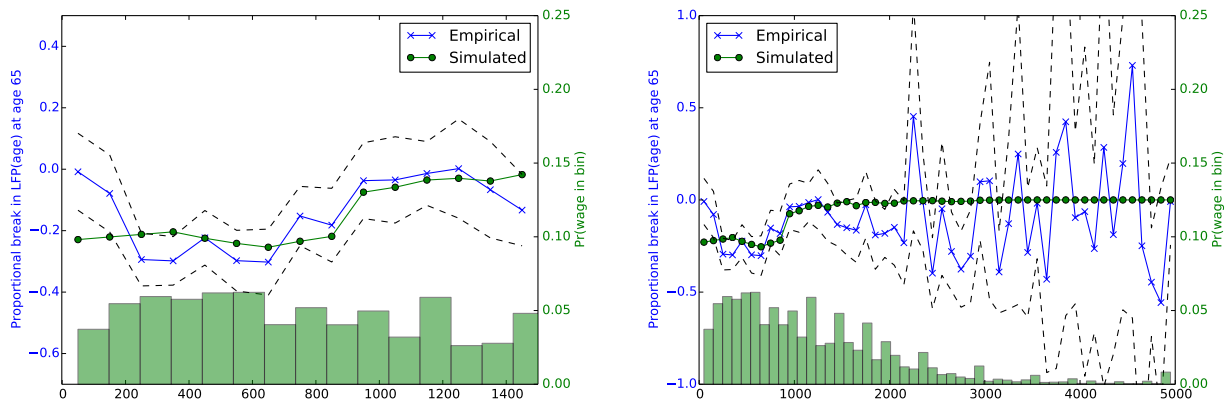 Empirical
Simulated
Proportional break in LFP(age) at age 65
0.4
0.2
0.0
−0.2
−0.4
−0.6
0.25
0.20
0.15
0.10
0.05
0.00
Pr(wage in bin)
0 200 400 600 800 1000 1200 1400
Empirical
Simulated
Proportional break in LFP(age) at age 65
1.0
0.5
0.0
−0.5
−1.0
0.25
0.20
0.15
0.10
0.05
0.00
Pr(wage in bin)
0 1000 2000 3000 4000 5000